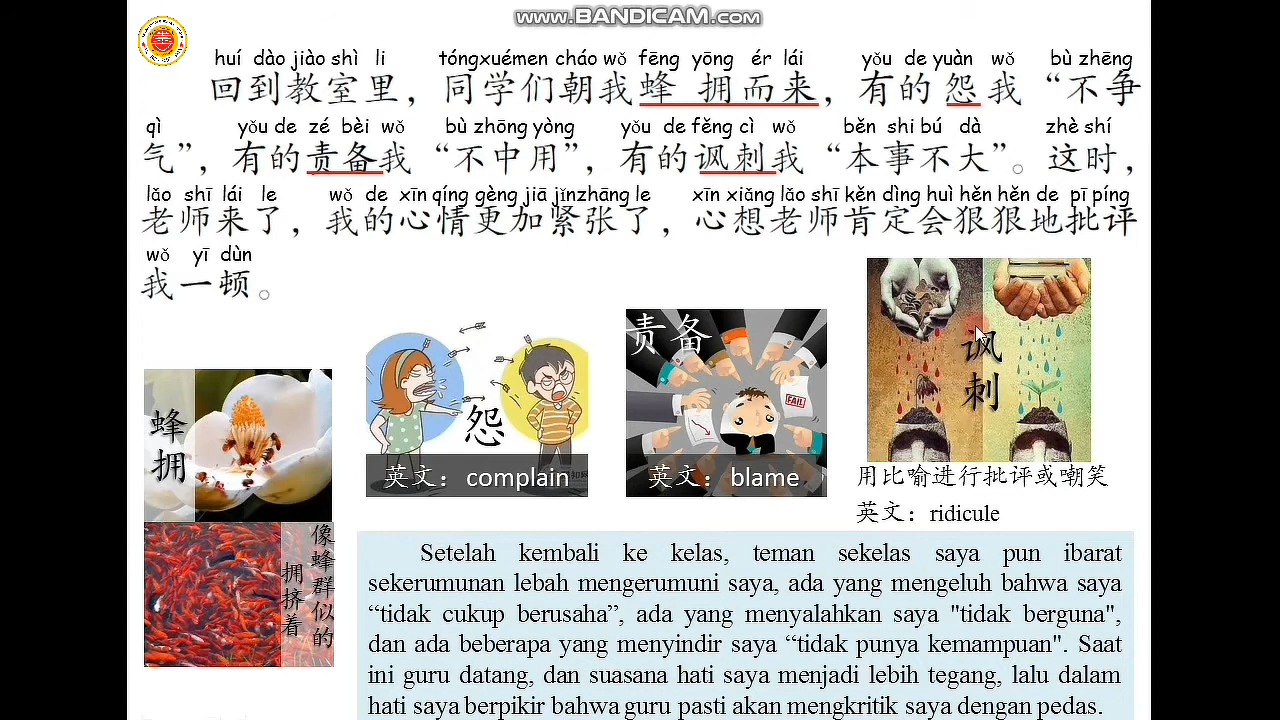 www.BANDICAM.com
huí dào jiào shì li tóngxuémen cháo wǒ fēng yōng ér lái yǒu de yuàn wǒ bù zhēng
回到教室里，同学们朝我蜂拥而来，有的怨我“不争
qì yǒu de zé bèi wǒ bù zhōng yòng yǒu de fěng cì wǒ běn shi bú dà zhè shí
气”，有的责备我“不中用”，有的讽刺我“本事不大”。这时，
lǎo shī lái le wǒ de xīn qíng gèng jiā jǐnzhāng le xīn xiǎng lǎo shī kěn dìng huì hěn hěn de pī píng
老师来了，我的心情更加紧张了，心想老师肯定会狠狠地批评
wǒ yī dùn
我一顿。
蜂拥
像蜂群似的
拥挤着
怨
英文：complain
责备
FAIL
英文：blame
讽刺
用比喻进行批评或嘲笑
英文：ridicule
Setelah kembali ke kelas, teman sekelas saya pun ibarat
sekerumunan lebah mengerumuni saya, ada yang mengeluh bahwa saya
“tidak cukup berusaha”, ada yang menyalahkan saya "tidak berguna",
dan ada beberapa yang menyindir saya “tidak punya kemampuan". Saat
ini guru datang, dan suasana hati saya menjadi lebih tegang, lalu dalam
hati saya berpikir bahwa guru pasti akan mengkritik saya dengan pedas.